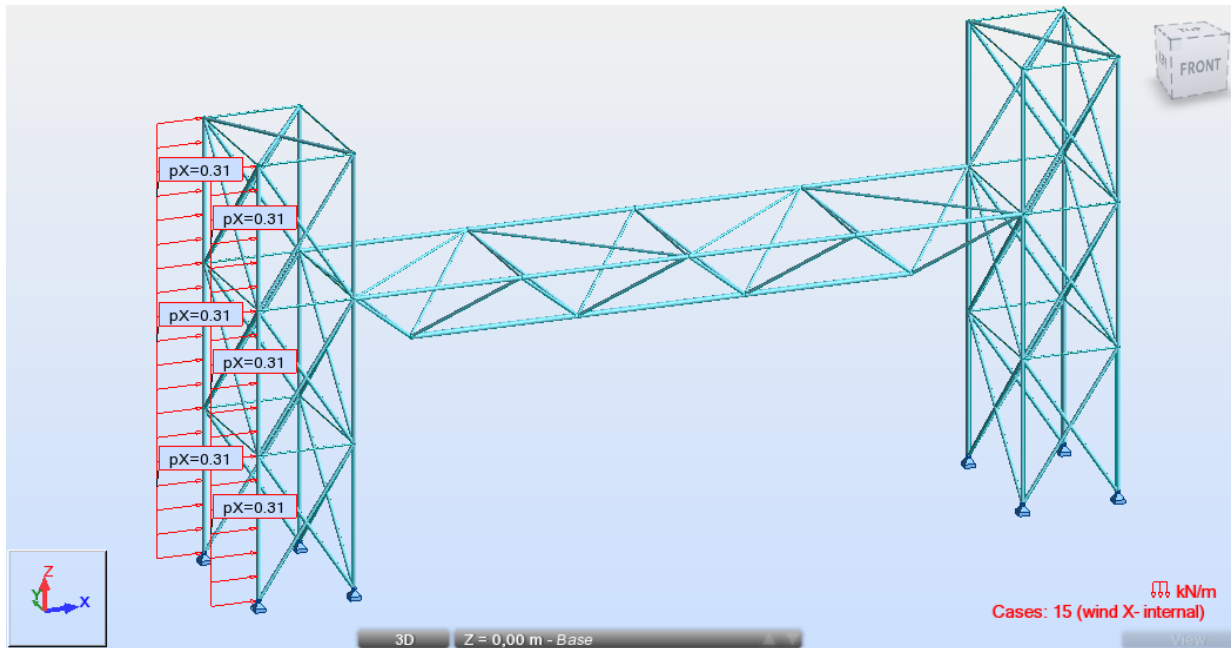 TOP
FRONT
pX=0.31
pX=0.31
pX=0.31
pX=0.31
pX=0.31
pX=0.31
Z
Y
X
kN/m
Cases: 15 (wind X- internal)
3D
Z = 0,00 m - Base
View